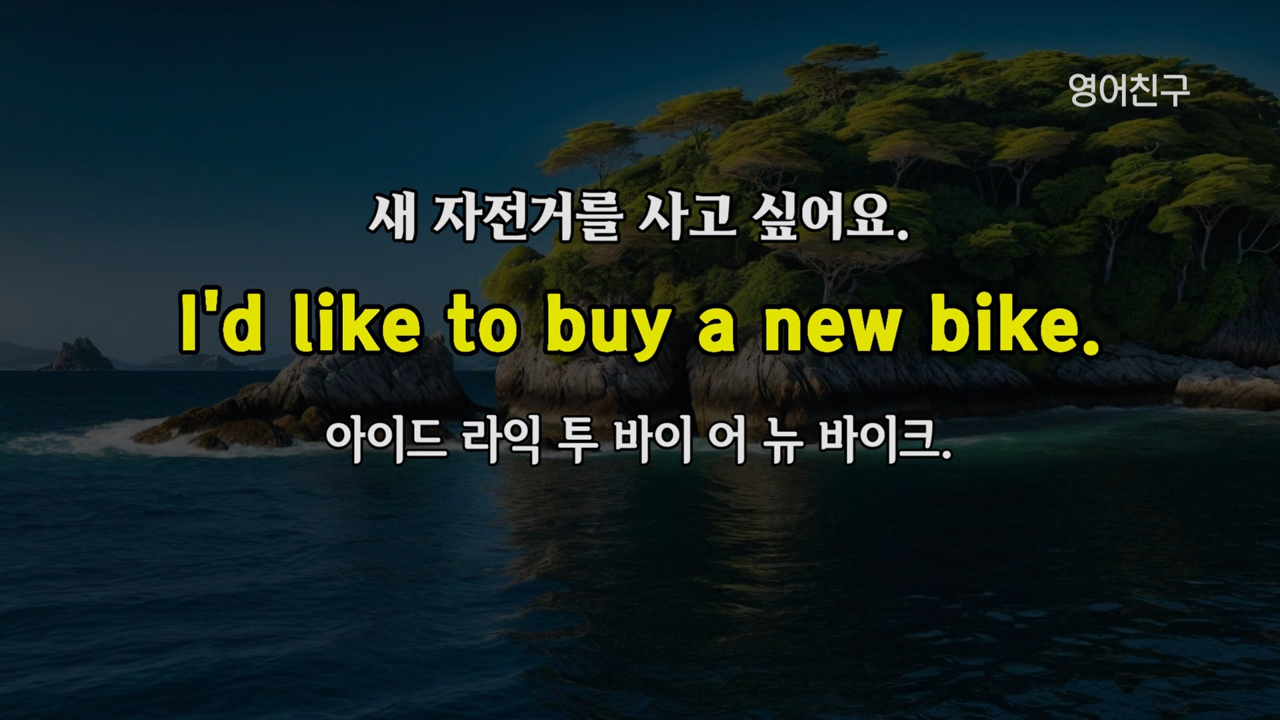 영어친구
새 자전거를 사고 싶어요.
I'd like to buy a new bike.
아이드 라익 투 바이 어 뉴 바이크.